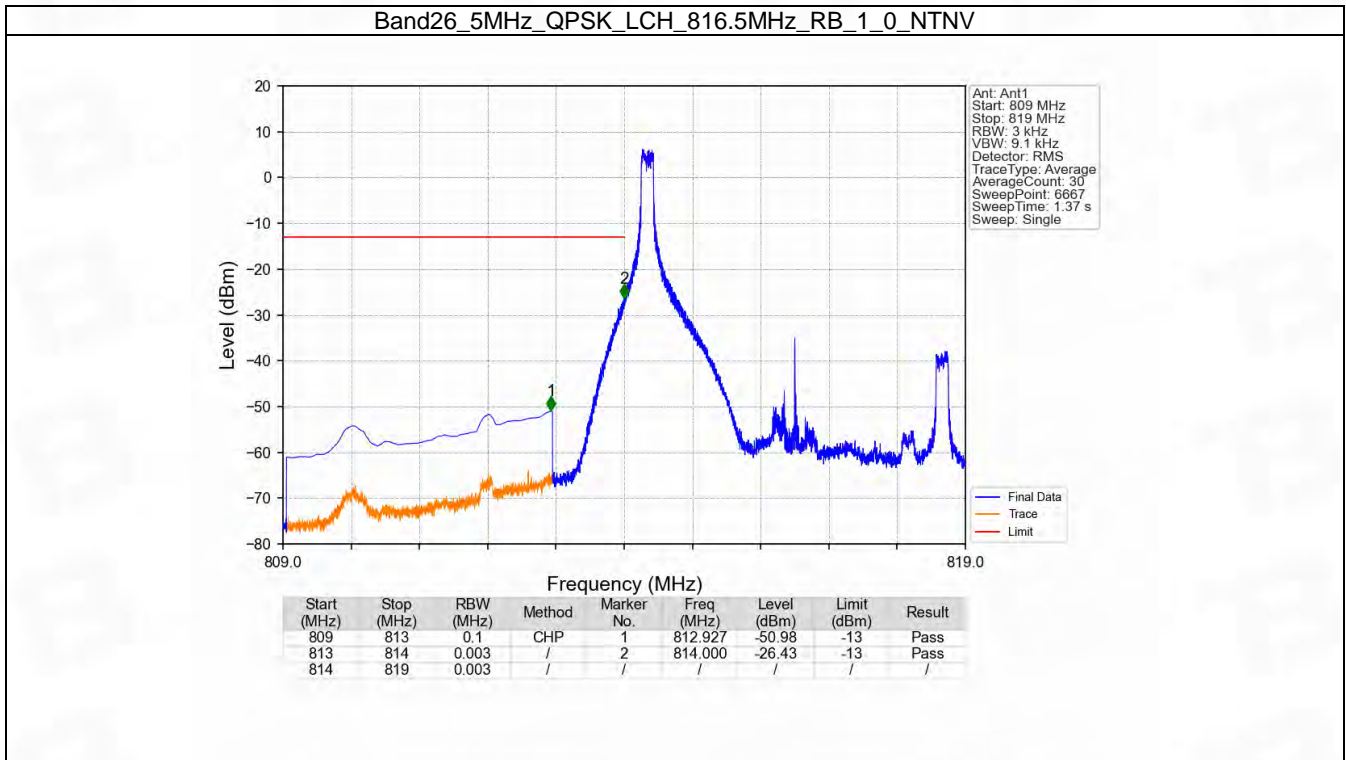 Band26_5MHz_QPSK_LCH_816.5MHz_RB_1_0_NTNV
20
10
0
−10
−20
−30
−40
−50
−60
−70
−80
Level (dBm)
1
2
809.0
819.0
Frequency (MHz)
Ant: Ant1
Start: 809 MHz
Stop: 819 MHz
RBW: 3 kHz
VBW: 9.1 kHz
Detector: RMS
TraceType: Average
AverageCount: 30
SweepPoint: 6667
SweepTime: 1.37 s
Sweep: Single
Final Data
Trace
Limit
Start (MHz) Stop (MHz) RBW (MHz) Method Marker No. Freq (MHz) Level (dBm) Limit (dBm) Result
809 813 0.1 CHP 1 812.927 -50.98 -13 Pass
813 814 0.003 / 2 814.000 -26.43 -13 Pass
814 819 0.003 / / / / / /